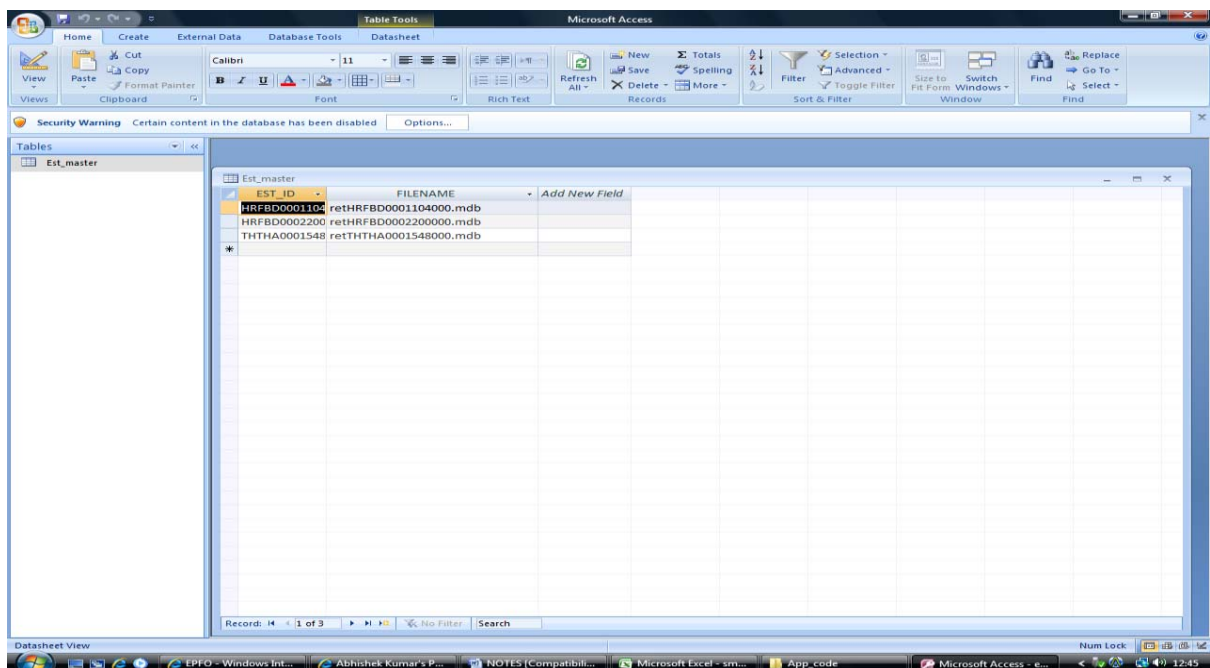 Table Tools
Microsoft Access
Home Create External Data Database Tools Datasheet
View
Views
Paste
Cut
Copy
Format Painter
Clipboard
Calibri 11
B I U A
Font
Rich Text
Refresh All
New
Save
Delete
Totals
Spelling
More
Records
Filter
Selection
Advanced
Toggle Filter
Sort & Filter
Size to Fit Form
Switch Windows
Window
Find
Replace
Go To
Select
Find
Security Warning Certain content in the database has been disabled Options...
Tables
Est_master
Est_master
EST_ID FILENAME Add New Field
HRFBD0001104 retHRFBD0001104000.mdb
HRFBD0002200 retHRFBD0002200000.mdb
THTHA0001548 retTHTHA0001548000.mdb
Record: 1 of 3 No Filter Search
Datasheet View
Num Lock
EPFO - Windows Int... Abhishek Kumar's P... NOTES [Compatibili... Microsoft Excel - sm... App_code Microsoft Access - e... 12:45